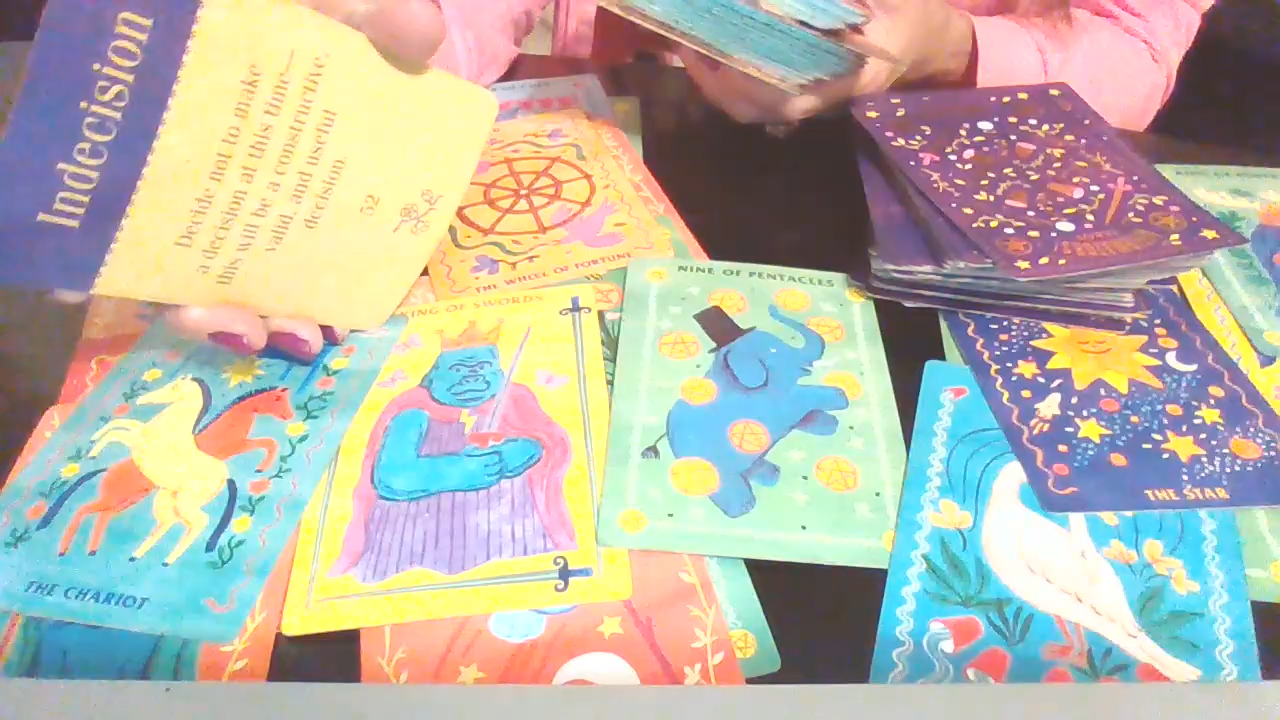 Indecision
Decide not to make
a decision at this time—
this will be a constructive,
valid, and useful
decision
52
THE WHEEL OF FORTUNE
KING OF SWORDS
NINE OF PENTACLES
THE CHARIOT
THE STAR